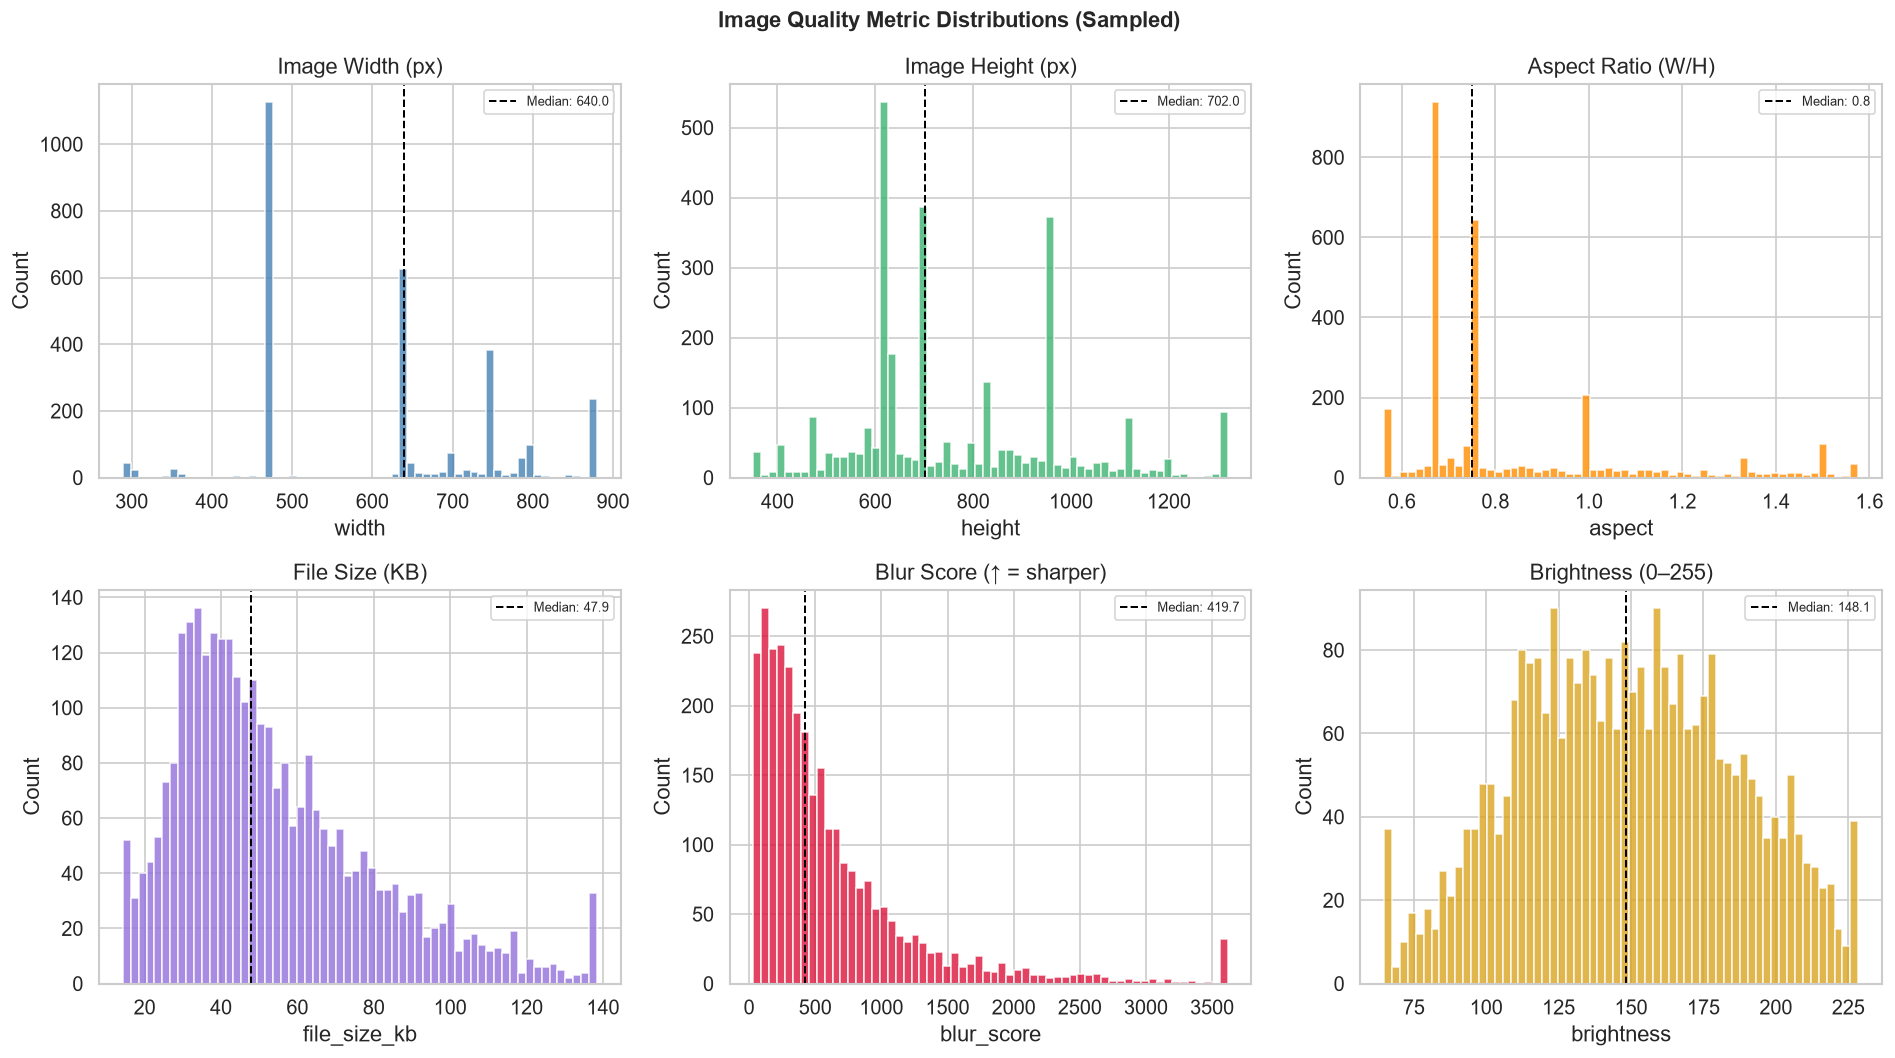 Image Quality Metric Distributions (Sampled)
Image Width (px)
Median: 640.0
Count
0
200
400
600
800
1000
300 400 500 600 700 800 900
width
Image Height (px)
Median: 702.0
Count
0
100
200
300
400
500
400 600 800 1000 1200
height
Aspect Ratio (W/H)
Median: 0.8
Count
0
200
400
600
800
0.6 0.8 1.0 1.2 1.4 1.6
aspect
File Size (KB)
Median: 47.9
Count
0
20
40
60
80
100
120
140
20 40 60 80 100 120 140
file_size_kb
Blur Score (↑ = sharper)
Median: 419.7
Count
0
50
100
150
200
250
0 500 1000 1500 2000 2500 3000 3500
blur_score
Brightness (0–255)
Median: 148.1
Count
0
20
40
60
80
75 100 125 150 175 200 225
brightness